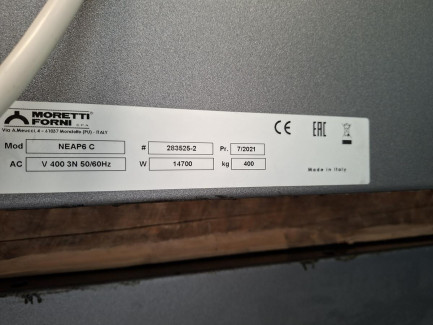 MORETTI
FORNI S.p.A.
Via A.Meucci, 4 - 61037 Mondolfo (PU) - ITALY
Mod NEAP6 C # 283525-2 Pr. 7/2021
AC V 400 3N 50/60Hz W 14700 kg 400
CE EAC
Made in Italy